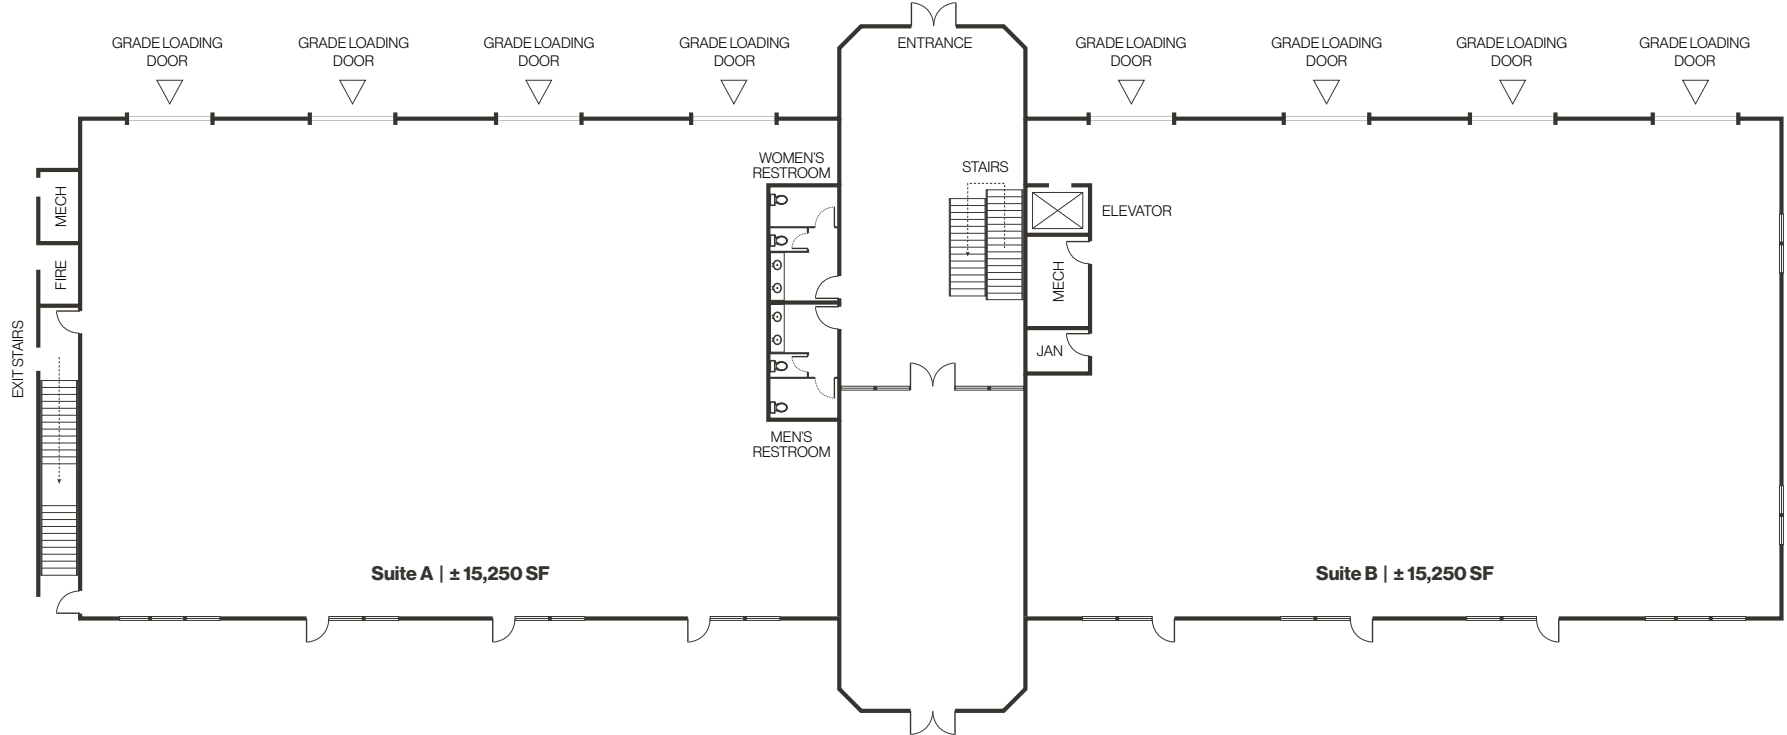 ENTRANCE
GRADE LOADING
DOOR
GRADE LOADING
DOOR
GRADE LOADING
DOOR
GRADE LOADING
DOOR
GRADE LOADING
DOOR
GRADE LOADING
DOOR
GRADE LOADING
DOOR
GRADE LOADING
DOOR
WOMEN'S
RESTROOM
STAIRS
MECH
ELEVATOR
FIRE
MECH
EXIT STAIRS
JAN
MEN'S
RESTROOM
Suite A | ± 15,250 SF
Suite B | ± 15,250 SF